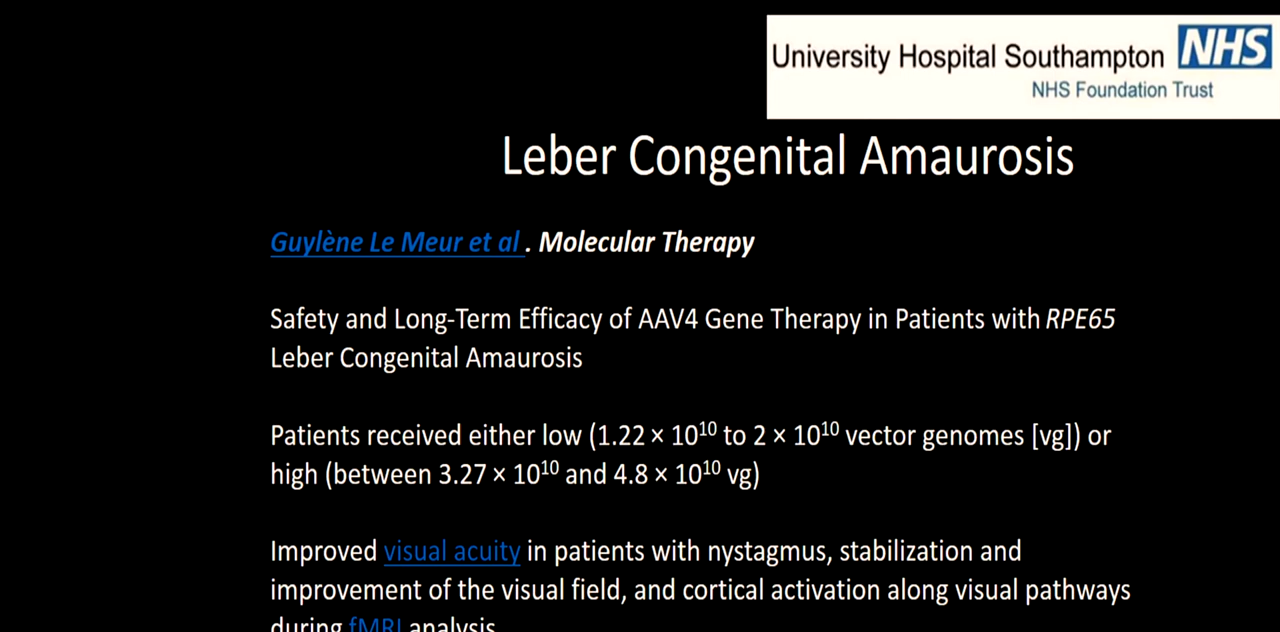 University Hospital Southampton NHS
NHS Foundation Trust
Leber Congenital Amaurosis
Guylène Le Meur et al . Molecular Therapy
Safety and Long-Term Efficacy of AAV4 Gene Therapy in Patients with RPE65
Leber Congenital Amaurosis
Patients received either low (1.22 × 10¹⁰ to 2 × 10¹⁰ vector genomes [vg]) or
high (between 3.27 × 10¹⁰ and 4.8 × 10¹⁰ vg)
Improved visual acuity in patients with nystagmus, stabilization and
improvement of the visual field, and cortical activation along visual pathways
during fMRI analysis